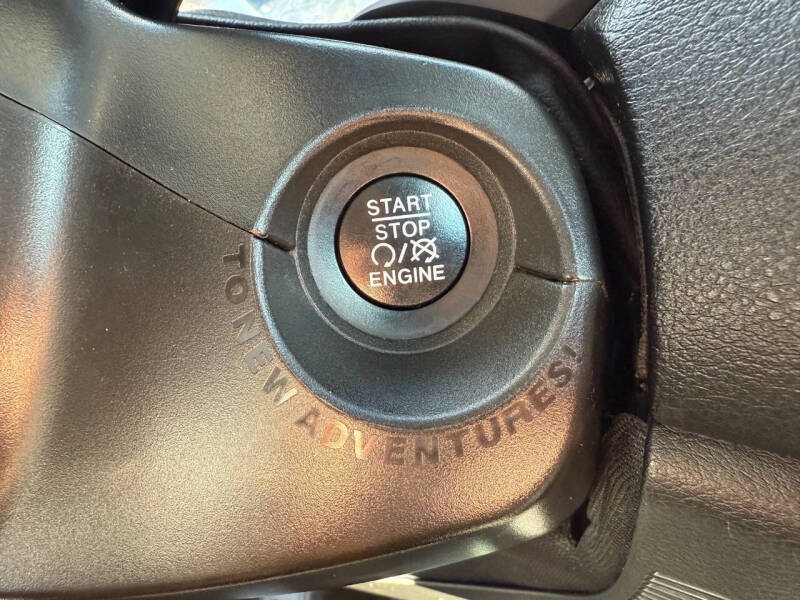 START
STOP
/
ENGINE
TO NEW ADVENTURES!